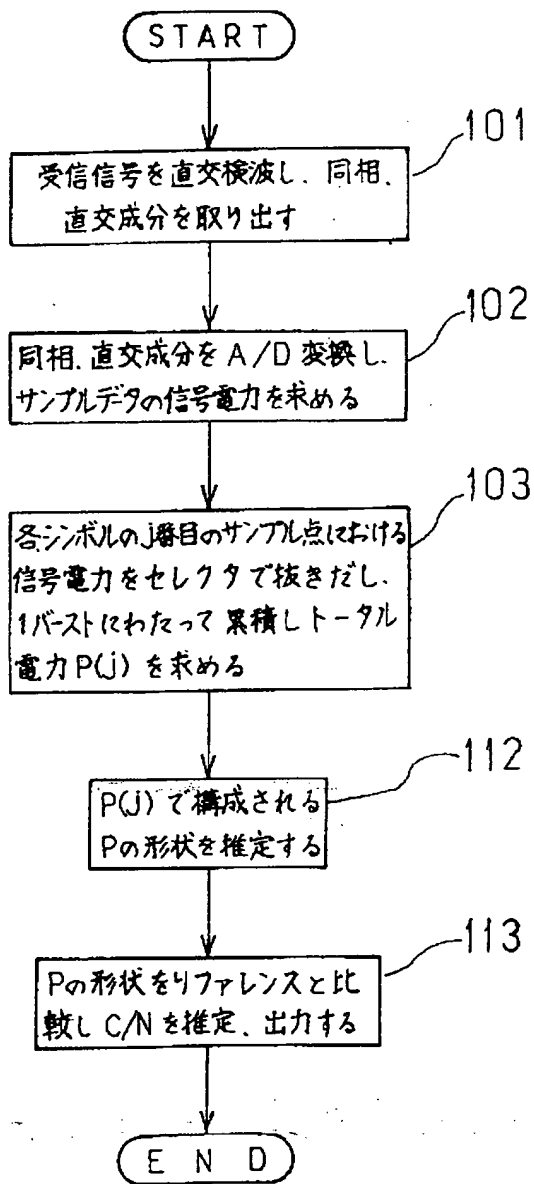 START
101
受信信号を直交検波し、同相、
直交成分を取り出す
102
同相、直交成分をA/D変換し、
サンプルデータの信号電力を求める
103
各シンボルのj番目のサンプル点における
信号電力をセレクタで抜きだし、
1バーストにわたって累積しトータル
電力P(j)を求める
112
P(j)で構成される
Pの形状を推定する
113
Pの形状をリファレンスと比
較しC/Nを推定、出力する
END